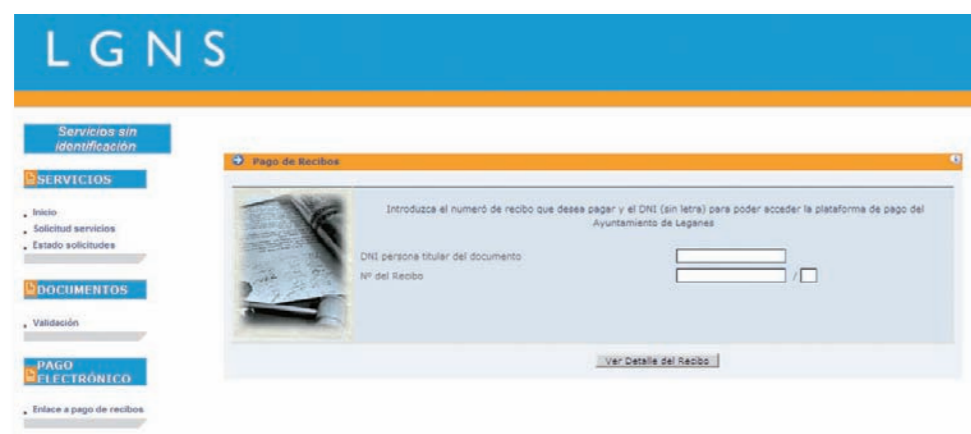 LGNS
Servicios sin
identificación
SERVICIOS
Inicio
Solicitud servicios
Estado solicitudes
DOCUMENTOS
Validación
PAGO
ELECTRÓNICO
Enlace a pago de recibos
Pago de Recibos
Introduzca el numeró de recibo que desea pagar y el DNI (sin letra) para poder acceder la plataforma de pago del
Ayuntamiento de Leganes
DNI persona titular del documento
Nº del Recibo /
Ver Detalle del Recibo